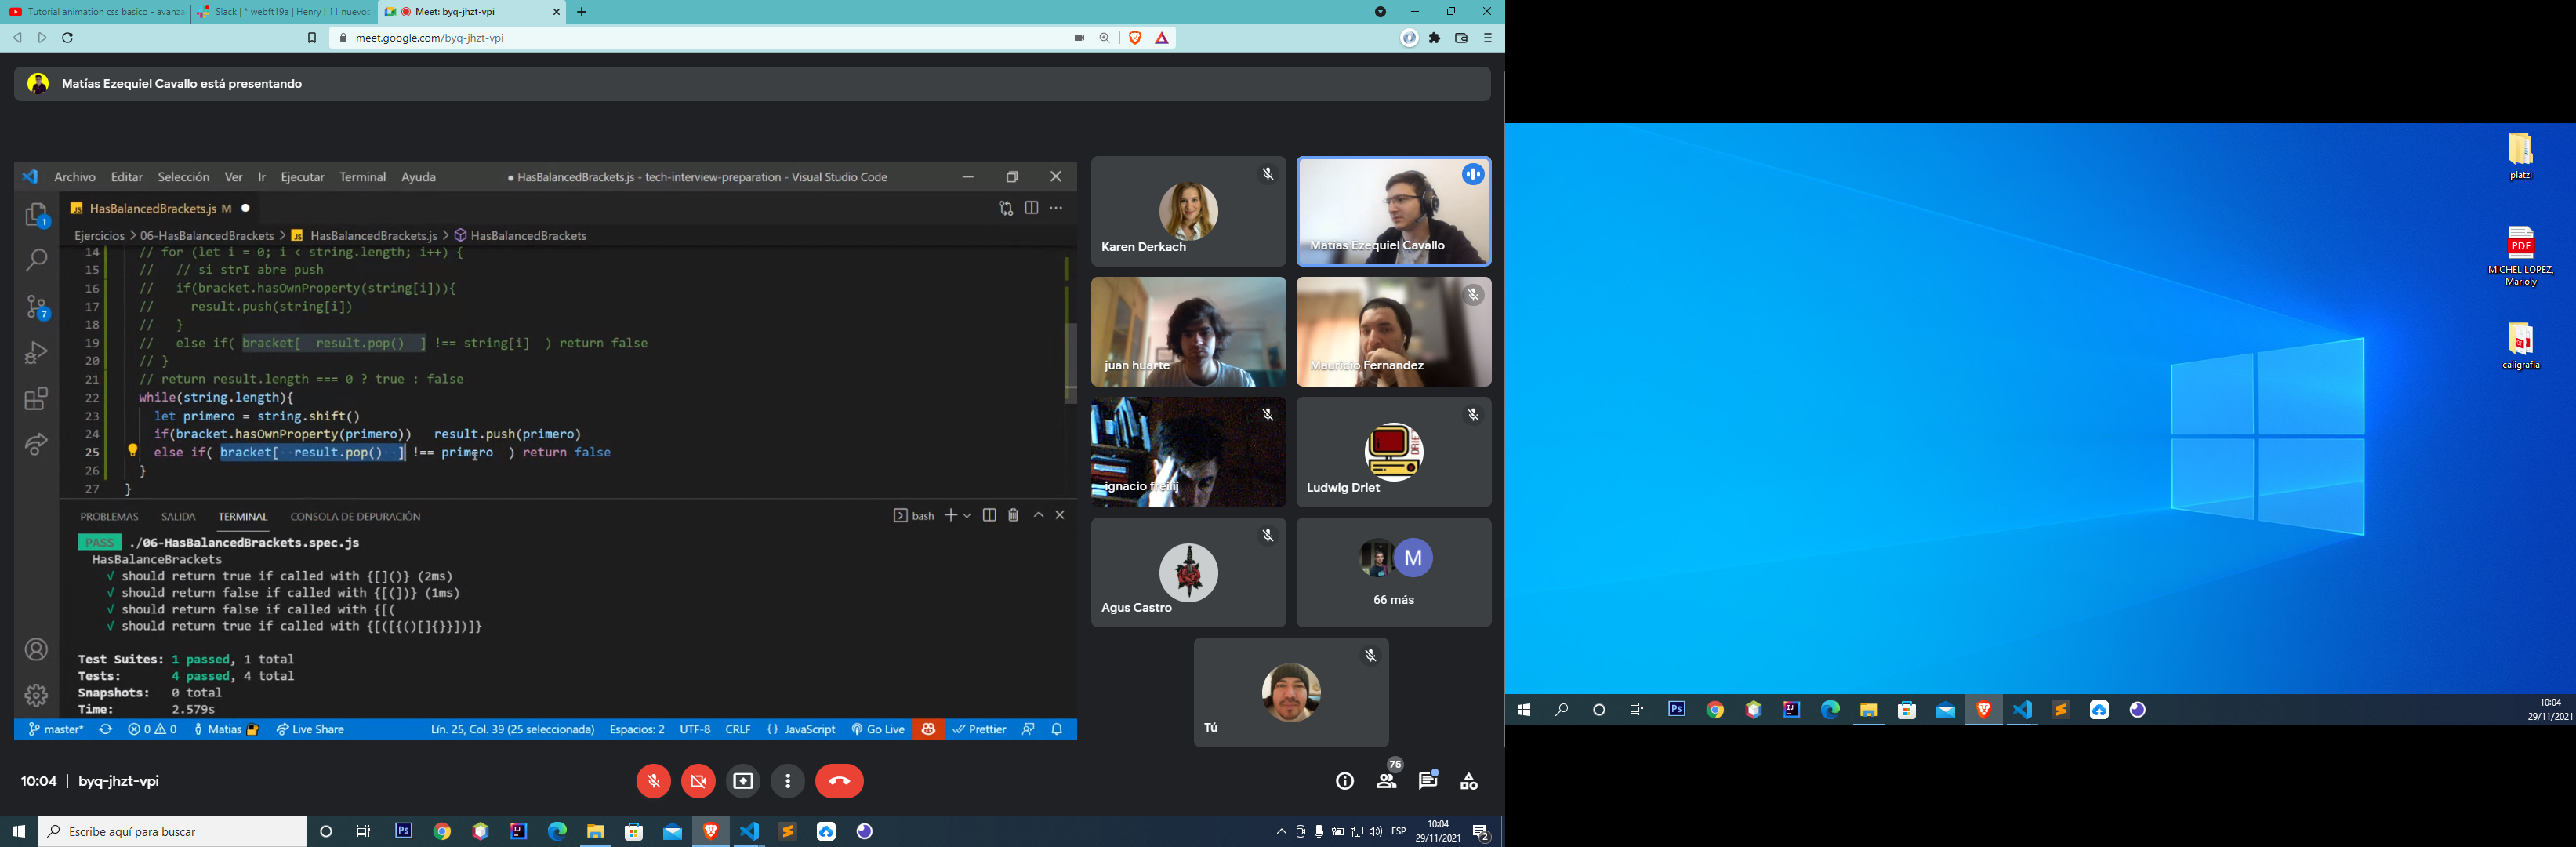 Tutorial animation css basico - avanza
Slack | * webft19a | Henry | 11 nuevos
Meet: byq-jhzt-vpi
meet.google.com/byq-jhzt-vpi
Matías Ezequiel Cavallo está presentando
Archivo Editar Selección Ver Ir Ejecutar Terminal Ayuda
● HasBalancedBrackets.js - tech-interview-preparation - Visual Studio Code
HasBalancedBrackets.js M ●
Ejercicios > 06-HasBalancedBrackets > HasBalancedBrackets.js > HasBalancedBrackets
14 // for (let i = 0; i < string.length; i++) {
15 //   // si strI abre push
16 //   if(bracket.hasOwnProperty(string[i])){
17 //     result.push(string[i])
18 //   }
19 //   else if( bracket[  result.pop()  ] !== string[i]  ) return false
20 // }
21 // return result.length === 0 ? true : false
22 while(string.length){
23   let primero = string.shift()
24   if(bracket.hasOwnProperty(primero))   result.push(primero)
25   else if( bracket[  result.pop()  ] !== primero  ) return false
26 }
27 }
1
7
PROBLEMAS SALIDA TERMINAL CONSOLA DE DEPURACIÓN
bash
PASS ./06-HasBalancedBrackets.spec.js
HasBalanceBrackets
√ should return true if called with {[]()} (2ms)
√ should return false if called with {[(])} (1ms)
√ should return false if called with {[(
√ should return true if called with {[([{()[]{}}])]}
Test Suites: 1 passed, 1 total
Tests: 4 passed, 4 total
Snapshots: 0 total
Time: 2.579s
master* 0 0 Matias Live Share
Lín. 25, Col. 39 (25 seleccionada) Espacios: 2 UTF-8 CRLF {} JavaScript Go Live Prettier
Karen Derkach
Matías Ezequiel Cavallo
juan huarte
Mauricio Fernandez
ignacio freilij
Ludwig Driet
DRIE
Agus Castro
M
66 más
Tú
10:04 | byq-jhzt-vpi
75
Escribe aquí para buscar
Ps
IJ
ESP
10:04
29/11/2021
2
platzi
PDF
MICHEL LOPEZ,
Marioly
caligrafia
Ps
IJ
10:04
29/11/2021